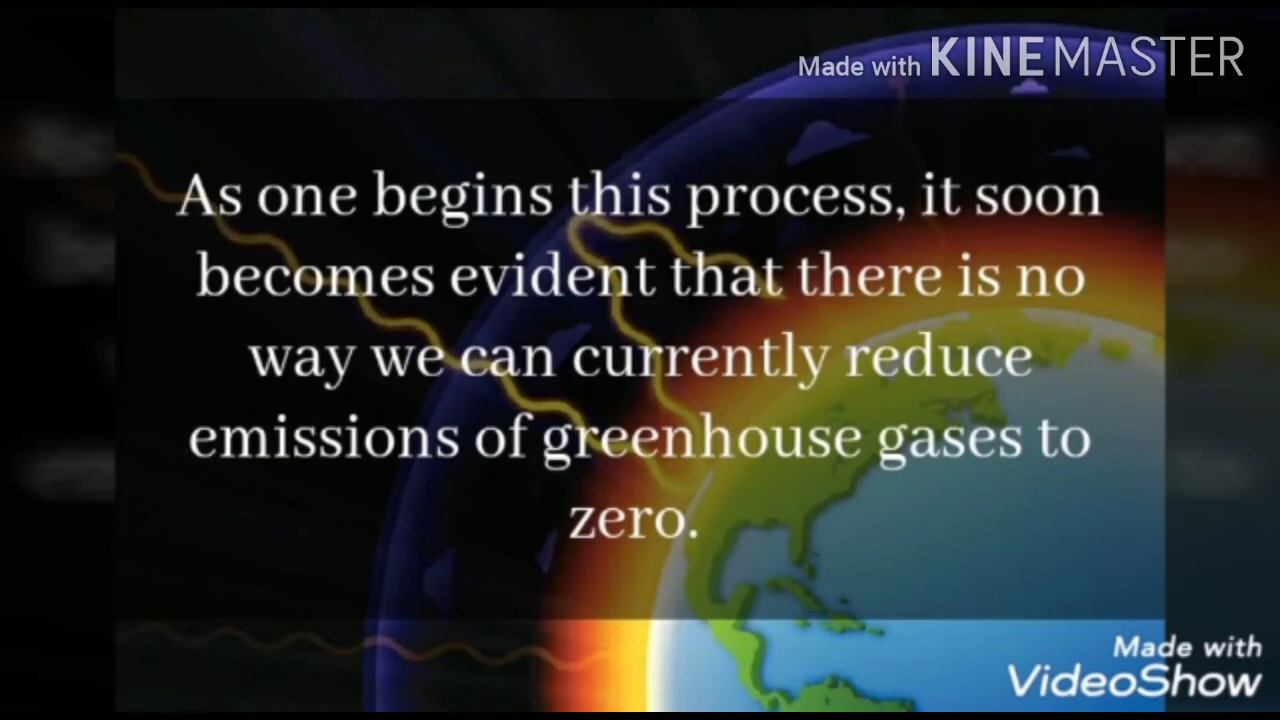 Made with KINEMASTER
As one begins this process, it soon
becomes evident that there is no
way we can currently reduce
emissions of greenhouse gases to
zero.
Made with
VideoShow